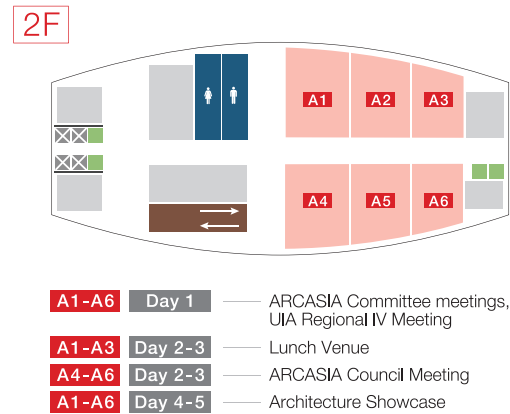 2F
A1 A2 A3
A4 A5 A6
A1-A6 Day 1 ARCASIA Committee meetings,
UIA Regional IV Meeting
A1-A3 Day 2-3 Lunch Venue
A4-A6 Day 2-3 ARCASIA Council Meeting
A1-A6 Day 4-5 Architecture Showcase